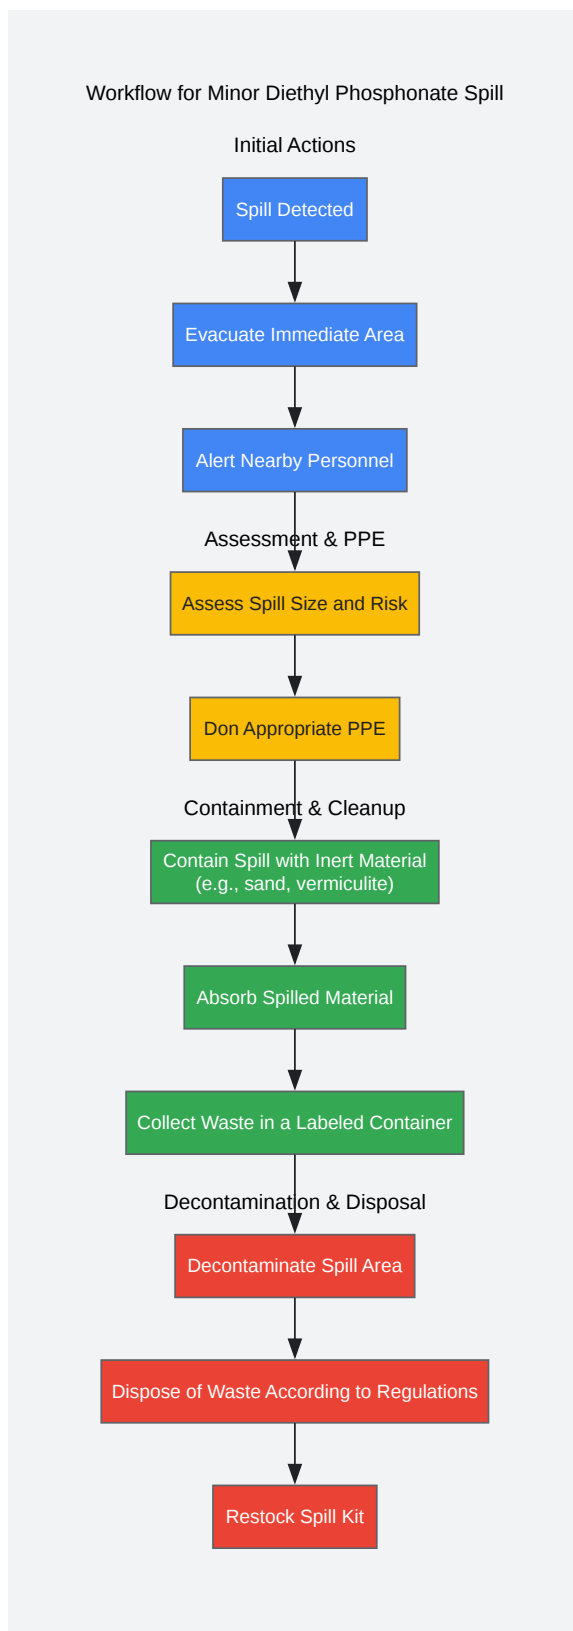 Workflow for Minor Diethyl Phosphonate Spill
Initial Actions
Spill Detected
Evacuate Immediate Area
Alert Nearby Personnel
Assessment & PPE
Assess Spill Size and Risk
Don Appropriate PPE
Containment & Cleanup
Contain Spill with Inert Material
(e.g., sand, vermiculite)
Absorb Spilled Material
Collect Waste in a Labeled Container
Decontamination & Disposal
Decontaminate Spill Area
Dispose of Waste According to Regulations
Restock Spill Kit